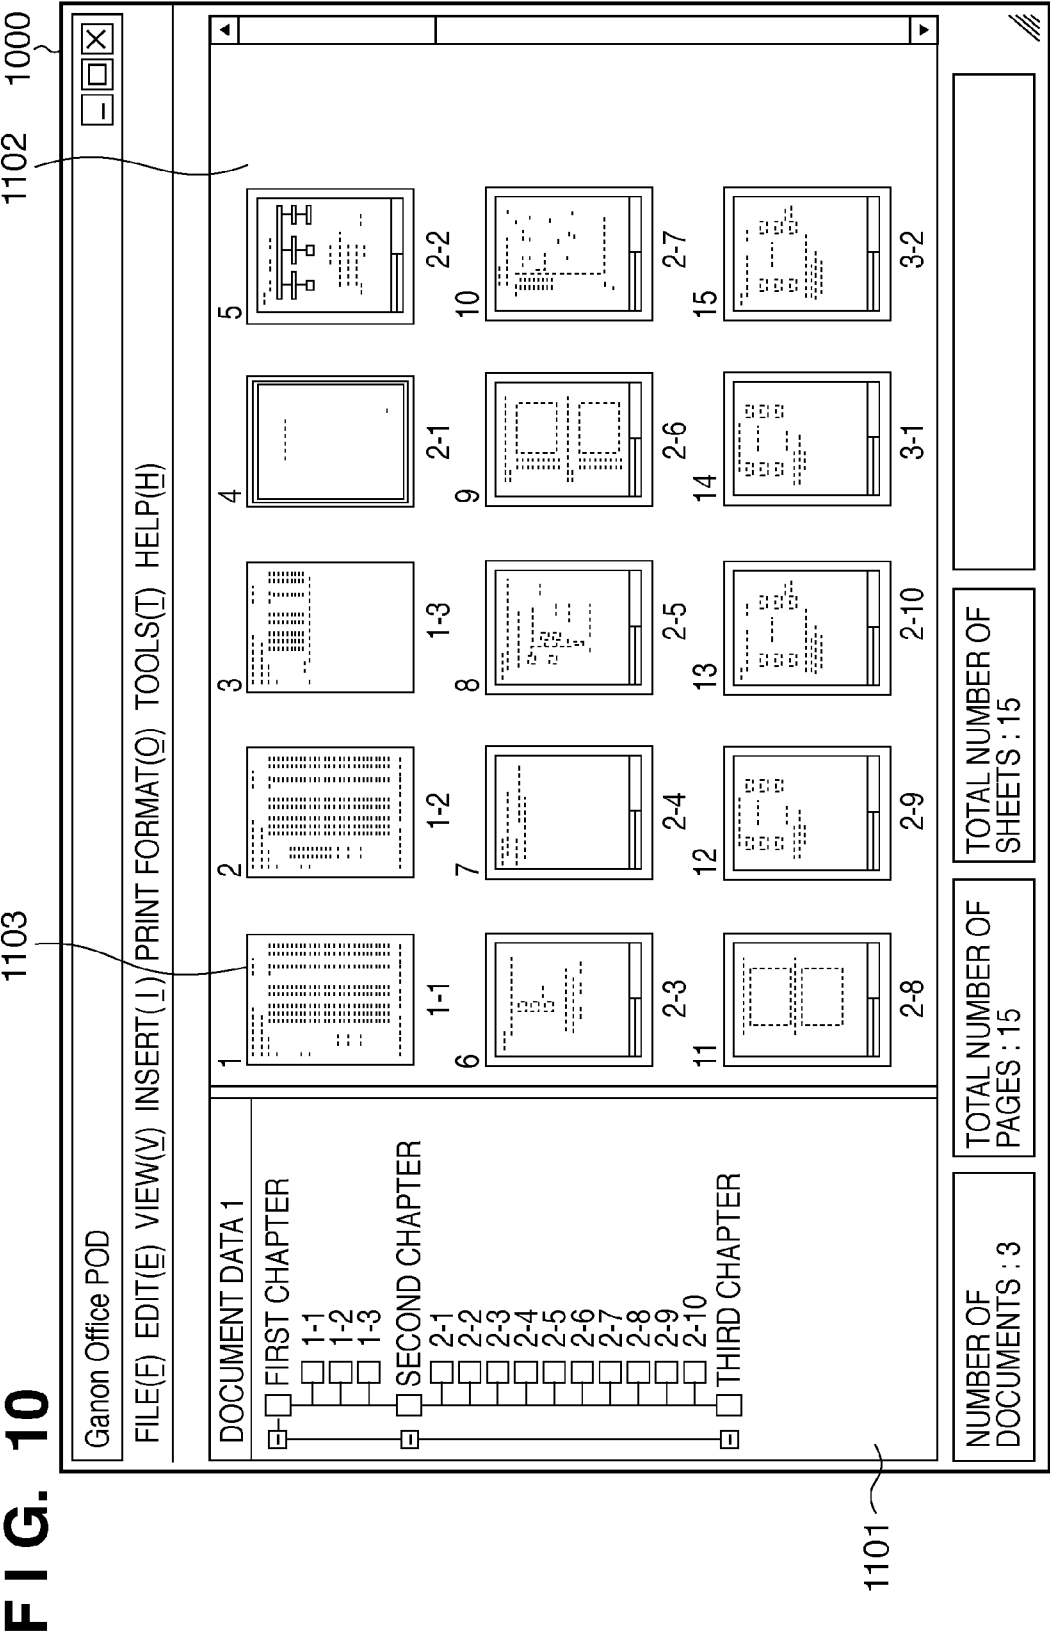 FIG. 10
1000
1102
1103
Ganon Office POD
FILE(F) EDIT(E) VIEW(V) INSERT(I) PRINT FORMAT(O) TOOLS(T) HELP(H)
DOCUMENT DATA 1
FIRST CHAPTER
1-1
1-2
1-3
SECOND CHAPTER
2-1
2-2
2-3
2-4
2-5
2-6
2-7
2-8
2-9
2-10
THIRD CHAPTER
1 2 3 4 5
1-1 1-2 1-3 2-1 2-2
6 7 8 9 10
2-3 2-4 2-5 2-6 2-7
11 12 13 14 15
2-8 2-9 2-10 3-1 3-2
1101
NUMBER OF
DOCUMENTS : 3
TOTAL NUMBER OF
PAGES : 15
TOTAL NUMBER OF
SHEETS : 15